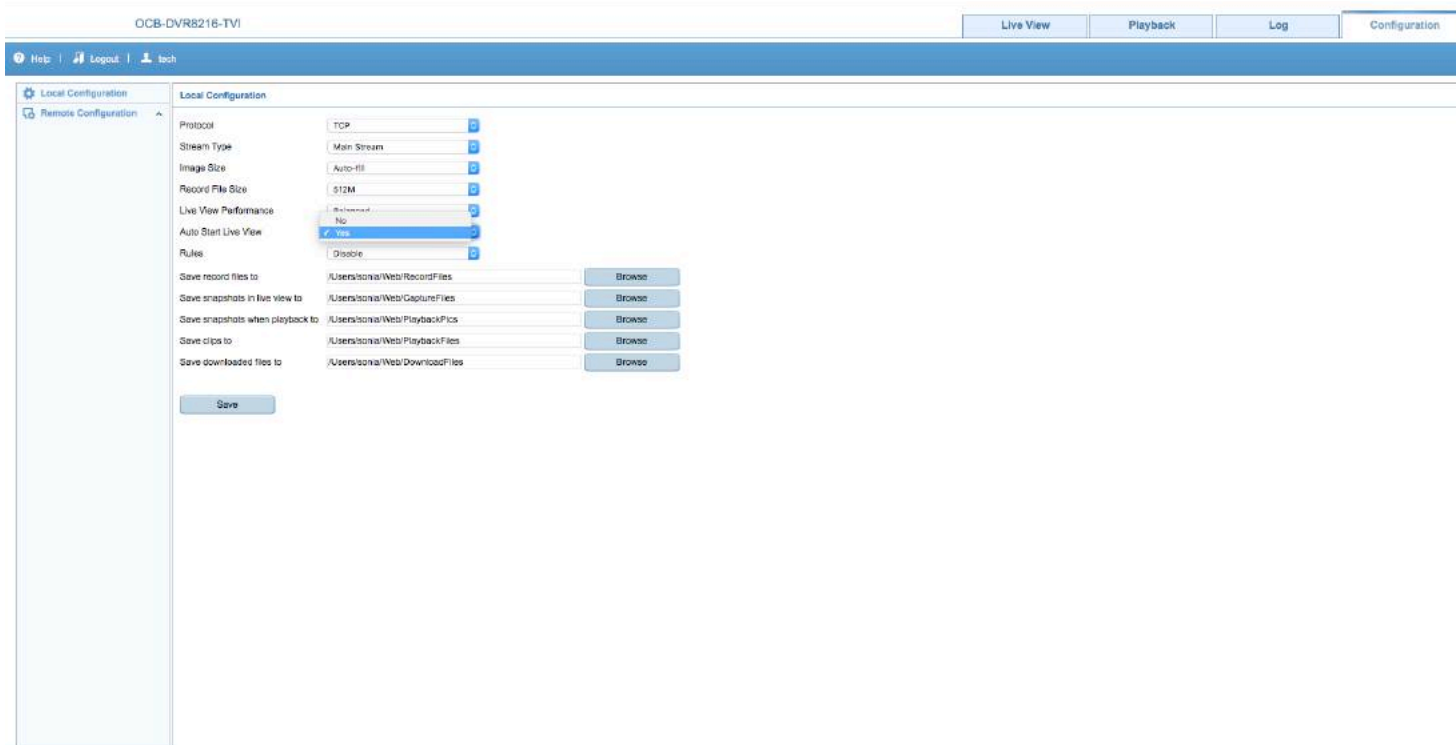 OCB-DVR8216-TVI
Live View Playback Log Configuration
Help | Logout | tech
Local Configuration
Remote Configuration
Local Configuration
Protocol TCP
Stream Type Main Stream
Image Size Auto-fill
Record File Size 512M
Live View Performance Balanced
No
Auto Start Live View ✓ Yes
Rules Disable
Save record files to /Users/sonia/Web/RecordFiles Browse
Save snapshots in live view to /Users/sonia/Web/CaptureFiles Browse
Save snapshots when playback to /Users/sonia/Web/PlaybackPics Browse
Save clips to /Users/sonia/Web/PlaybackFiles Browse
Save downloaded files to /Users/sonia/Web/DownloadFiles Browse
Save